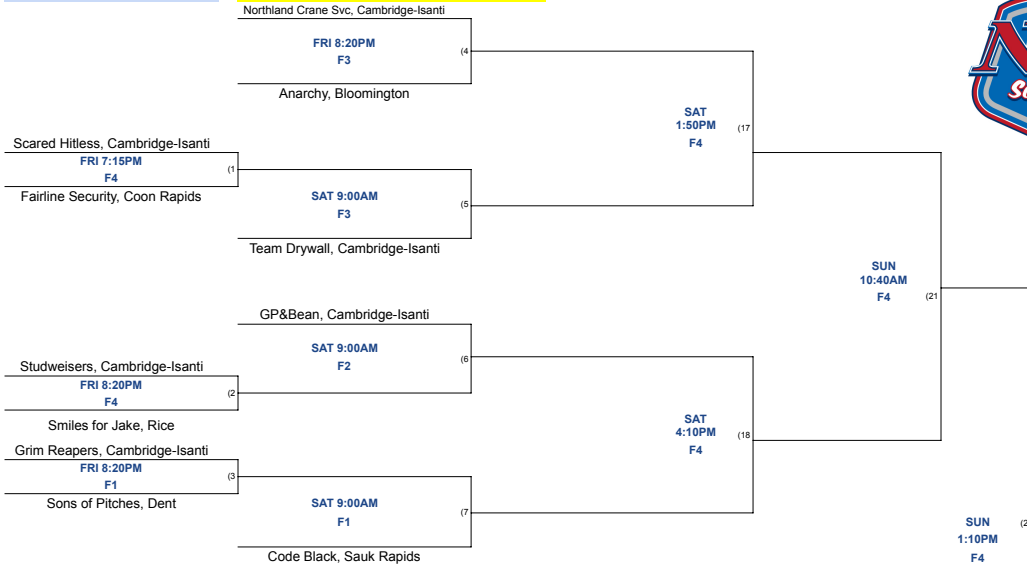 Northland Crane Svc, Cambridge-Isanti
FRI 8:20PM
(4
F3
Anarchy, Bloomington
SAT
1:50PM
(17
F4
Scared Hitless, Cambridge-Isanti
FRI 7:15PM
(1
F4
Fairline Security, Coon Rapids
SAT 9:00AM
(5
F3
Team Drywall, Cambridge-Isanti
SUN
10:40AM
F4
(21
GP&Bean, Cambridge-Isanti
SAT 9:00AM
(6
F2
Studweisers, Cambridge-Isanti
FRI 8:20PM
(2
F4
Smiles for Jake, Rice
SAT
4:10PM
(18
F4
Grim Reapers, Cambridge-Isanti
FRI 8:20PM
(3
F1
Sons of Pitches, Dent
SAT 9:00AM
(7
F1
Code Black, Sauk Rapids
SUN
1:10PM
F4